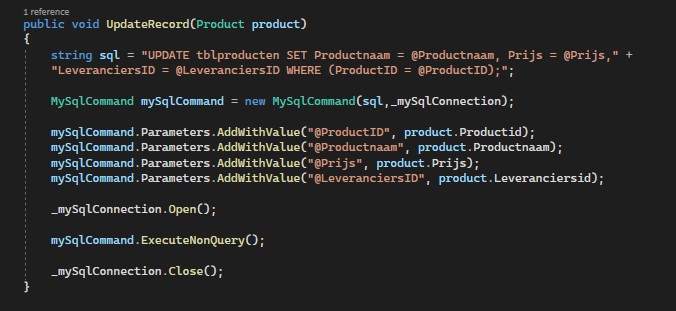 1 reference
public void UpdateRecord(Product product)
{
string sql = "UPDATE tblproducten SET Productnaam = @Productnaam, Prijs = @Prijs," +
"LeveranciersID = @LeveranciersID WHERE (ProductID = @ProductID);";
MySqlCommand mySqlCommand = new MySqlCommand(sql,_mySqlConnection);
mySqlCommand.Parameters.AddWithValue("@ProductID", product.Productid);
mySqlCommand.Parameters.AddWithValue("@Productnaam", product.Productnaam);
mySqlCommand.Parameters.AddWithValue("@Prijs", product.Prijs);
mySqlCommand.Parameters.AddWithValue("@LeveranciersID", product.Leveranciersid);
_mySqlConnection.Open();
mySqlCommand.ExecuteNonQuery();
_mySqlConnection.Close();
}